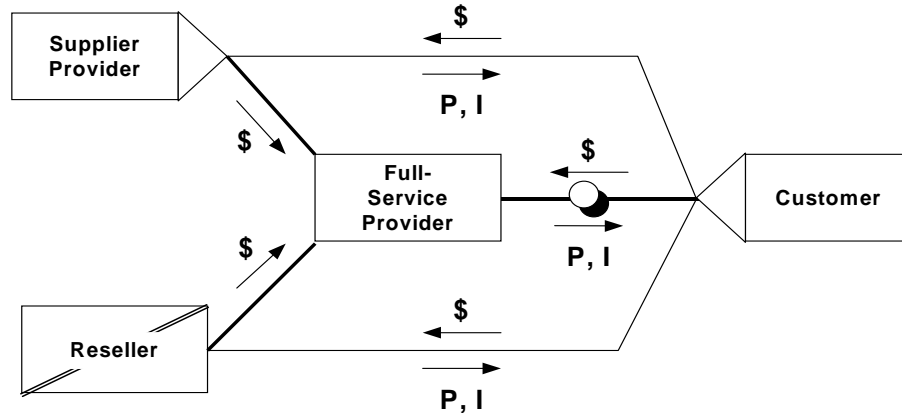 $
Supplier
Provider
P, I
$
$
Full-
Service
Provider
Customer
P, I
$
$
Reseller
P, I